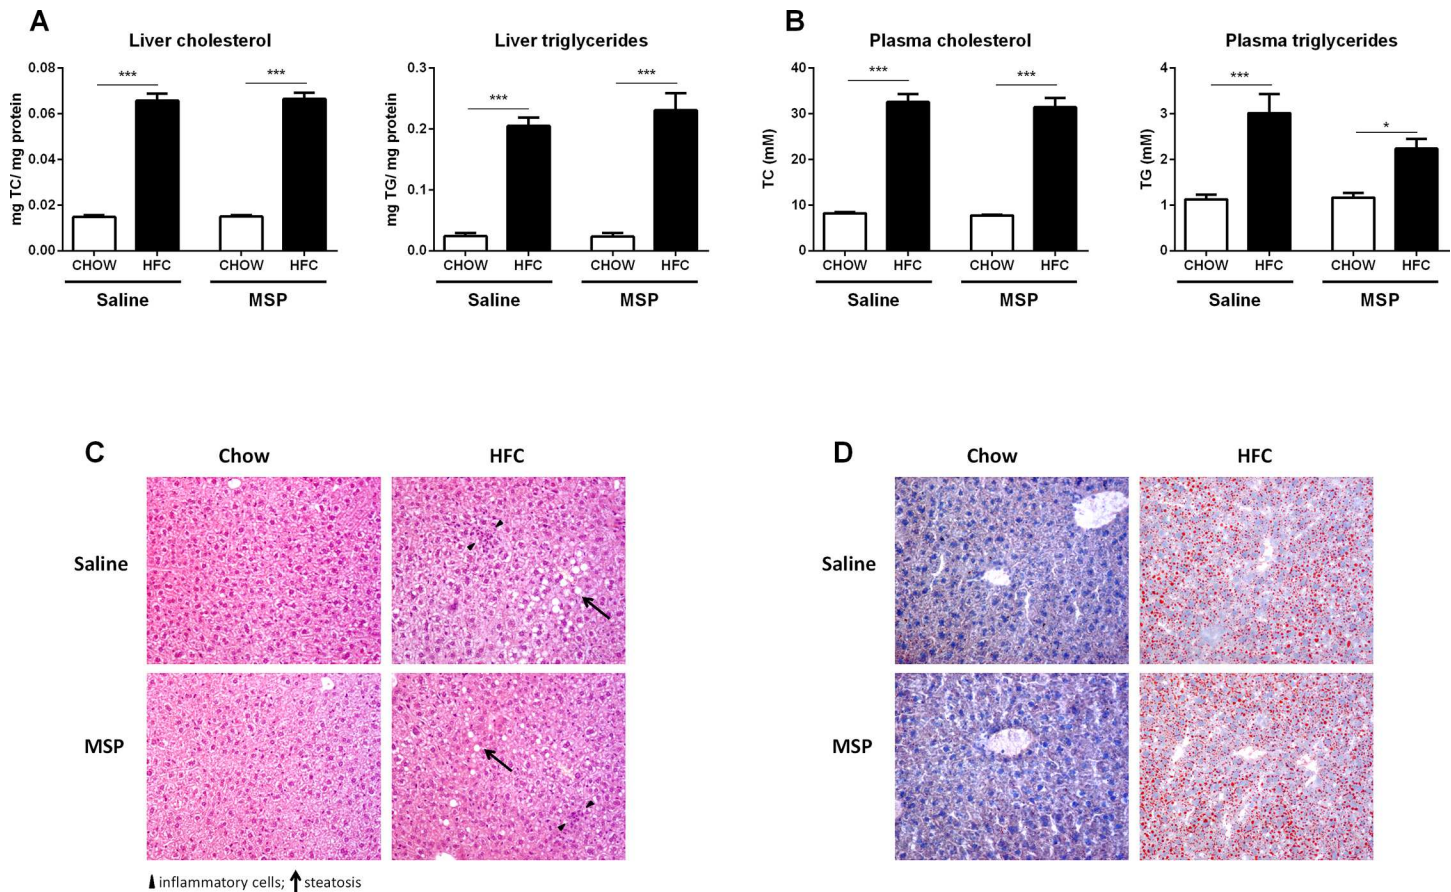 A
Liver cholesterol
mg TC/ mg protein
0.08
0.06
0.04
0.02
0.00
***
***
CHOW HFC CHOW HFC
Saline MSP
Liver triglycerides
mg TG/ mg protein
0.3
0.2
0.1
0.0
***
***
CHOW HFC CHOW HFC
Saline MSP
B
Plasma cholesterol
TC (mM)
40
30
20
10
0
***
***
CHOW HFC CHOW HFC
Saline MSP
Plasma triglycerides
TG (mM)
4
3
2
1
0
***
*
CHOW HFC CHOW HFC
Saline MSP
C
Chow HFC
Saline
MSP
inflammatory cells; steatosis
D
Chow HFC
Saline
MSP